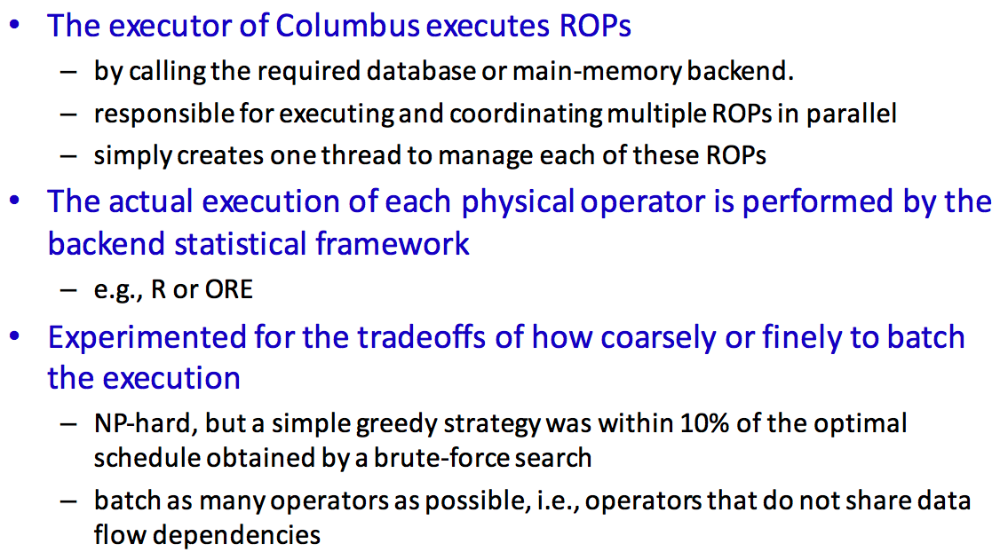 • The executor of Columbus executes ROPs
– by calling the required database or main-memory backend.
– responsible for executing and coordinating multiple ROPs in parallel
– simply creates one thread to manage each of these ROPs
• The actual execution of each physical operator is performed by the
backend statistical framework
– e.g., R or ORE
• Experimented for the tradeoffs of how coarsely or finely to batch
the execution
– NP-hard, but a simple greedy strategy was within 10% of the optimal
schedule obtained by a brute-force search
– batch as many operators as possible, i.e., operators that do not share data
flow dependencies